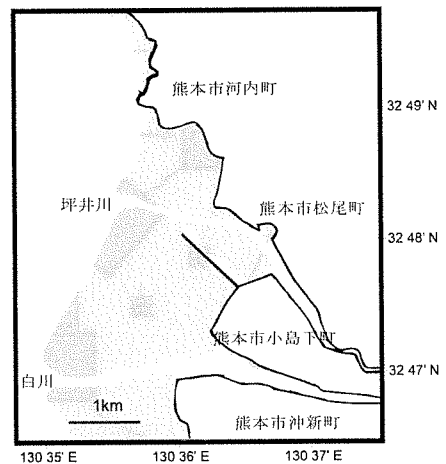 熊本市河内町
32 49' N
坪井川
熊本市松尾町
32 48' N
熊本市小島下町
32 47' N
白川
1km
熊本市沖新町
130 35' E
130 36' E
130 37' E